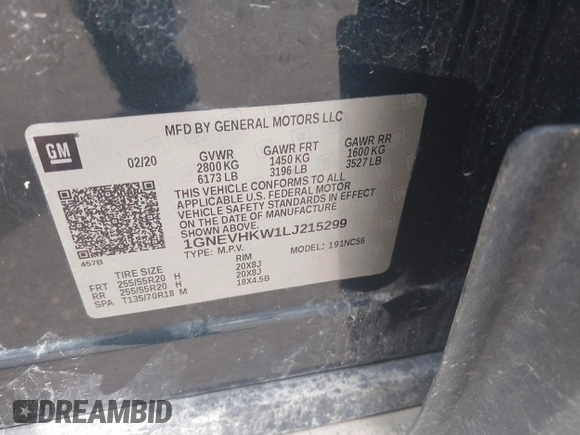 MFD BY GENERAL MOTORS LLC
GM
02/20 GVWR GAWR FRT GAWR RR
2800 KG 1450 KG 1600 KG
6173 LB 3196 LB 3527 LB
THIS VEHICLE CONFORMS TO ALL
APPLICABLE U.S. FEDERAL MOTOR
VEHICLE SAFETY STANDARDS IN EFFECT
ON THE DATE OF MANUFACTURE
SHOWN ABOVE.
1GNEVHKW1LJ215299
TYPE: M.P.V. MODEL: 191NC56
457B
TIRE SIZE RIM
FRT 255/55R20 H 20X8J
RR 255/55R20 H 20X8J
SPA T135/70R18 M 18X4.5B
DREAMBID